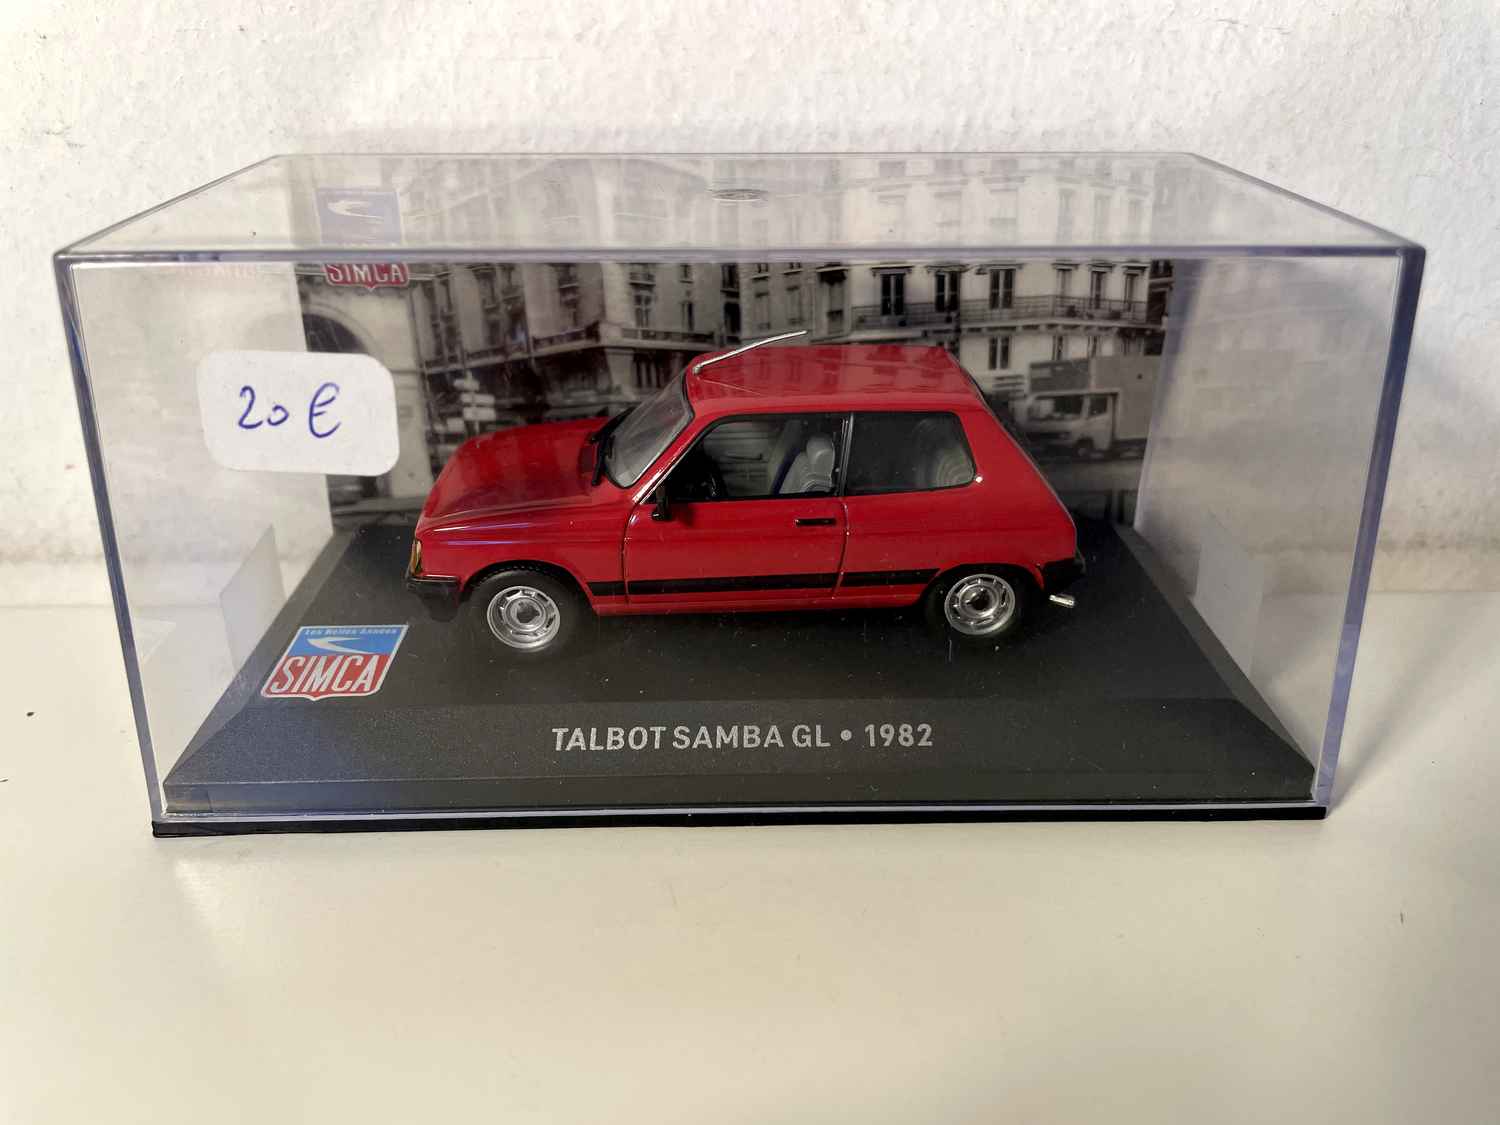 SIMCA
20 €
Les Belles Années
SIMCA
TALBOT SAMBA GL • 1982